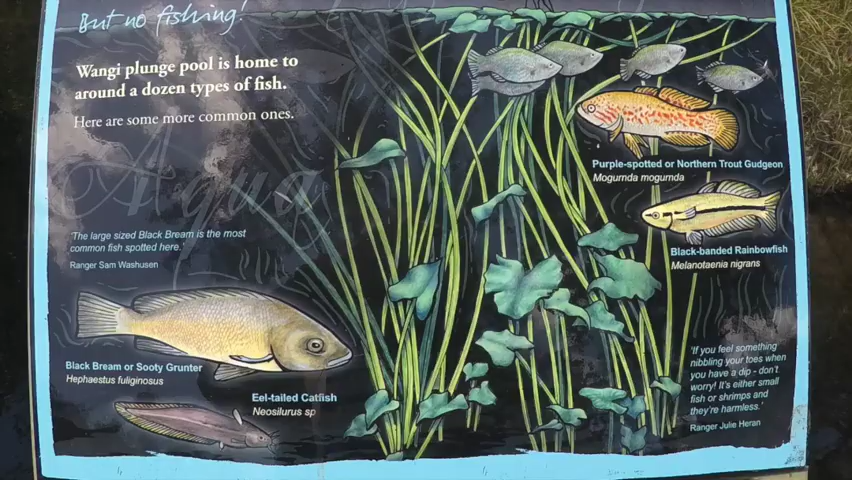 But no fishing!
Wangi plunge pool is home to
around a dozen types of fish.
Here are some more common ones.
Aqua
'The large sized Black Bream is the most
common fish spotted here.'
Ranger Sam Washusen
Purple-spotted or Northern Trout Gudgeon
Mogurnda mogurnda
Black-banded Rainbowfish
Melanotaenia nigrans
Black Bream or Sooty Grunter
Hephaestus fuliginosus
Eel-tailed Catfish
Neosilurus sp
'If you feel something
nibbling your toes when
you have a dip - don't
worry! It's either small
fish or shrimps and
they're harmless.'
Ranger Julie Heran